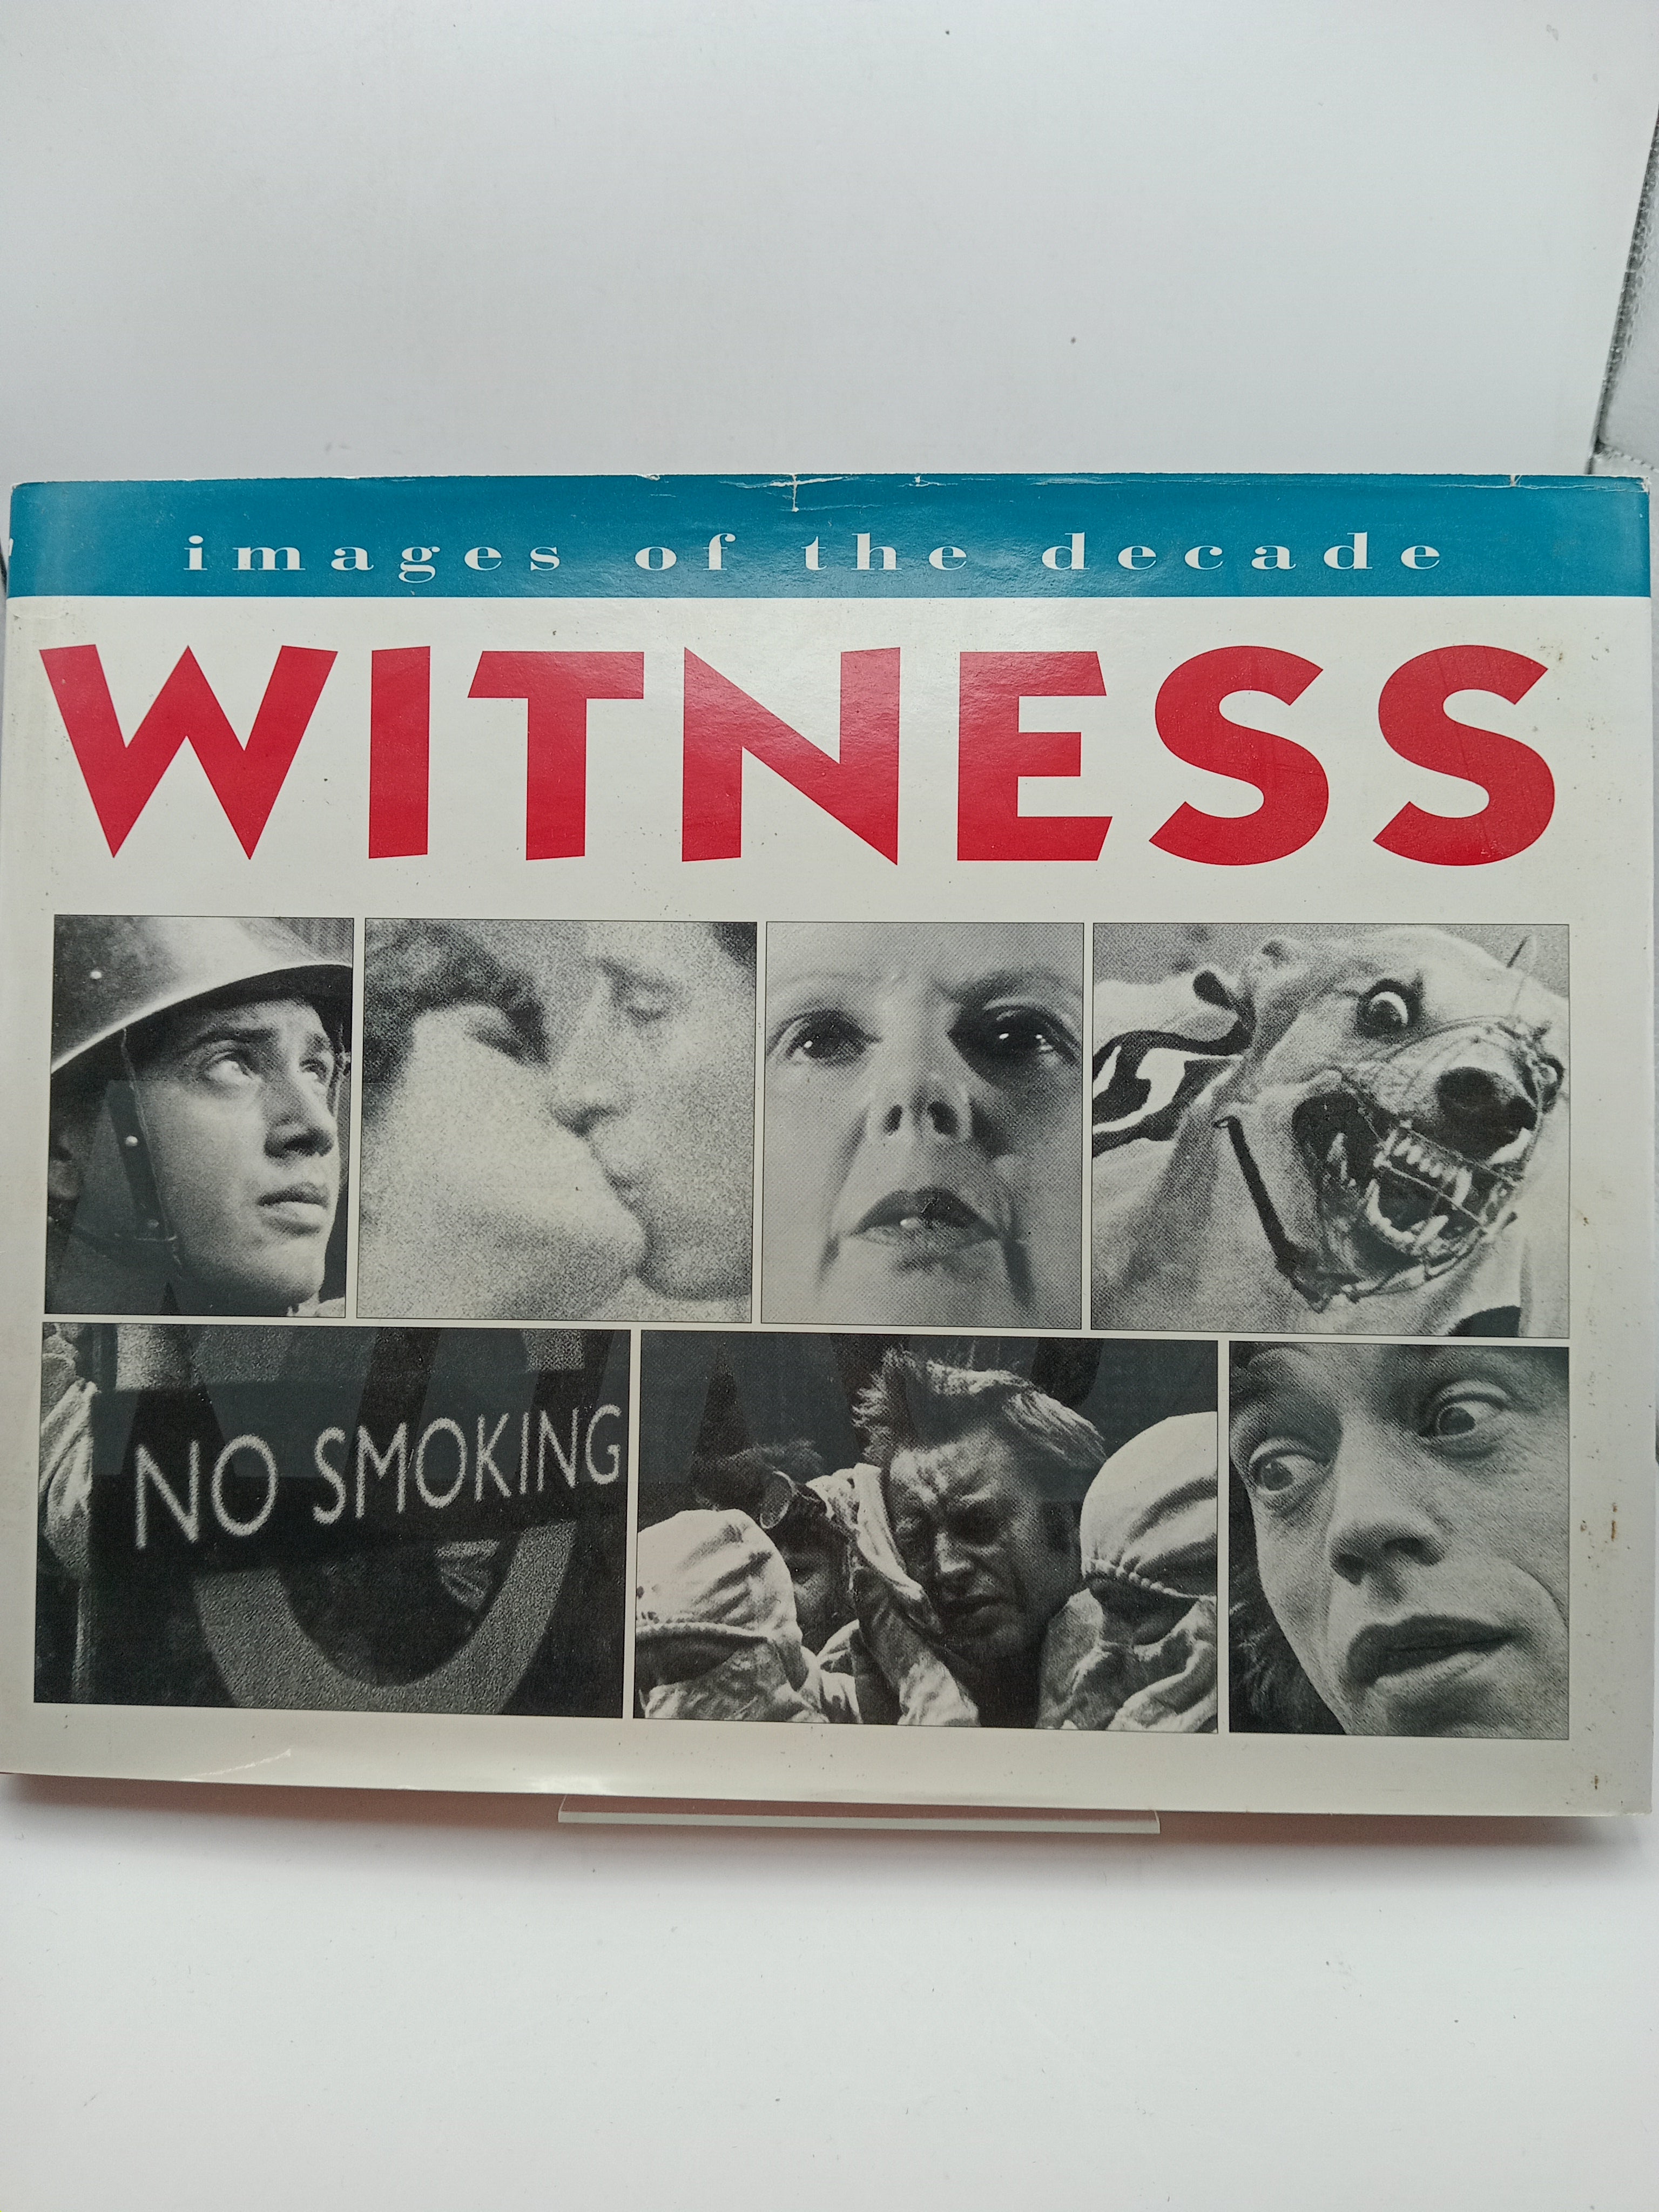 images of the decade
WITNESS
NO SMOKING